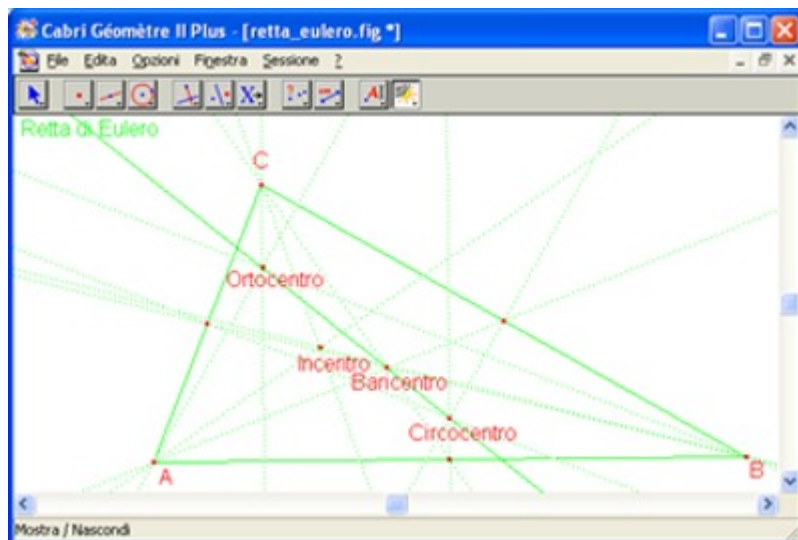 Cabri Géomètre II Plus - [retta_eulero.fig *]
File Edita Opzioni Finestra Sessione ?
Retta di Eulero
C
Ortocentro
Incentro
Baricentro
Circocentro
A
B
Mostra / Nascondi